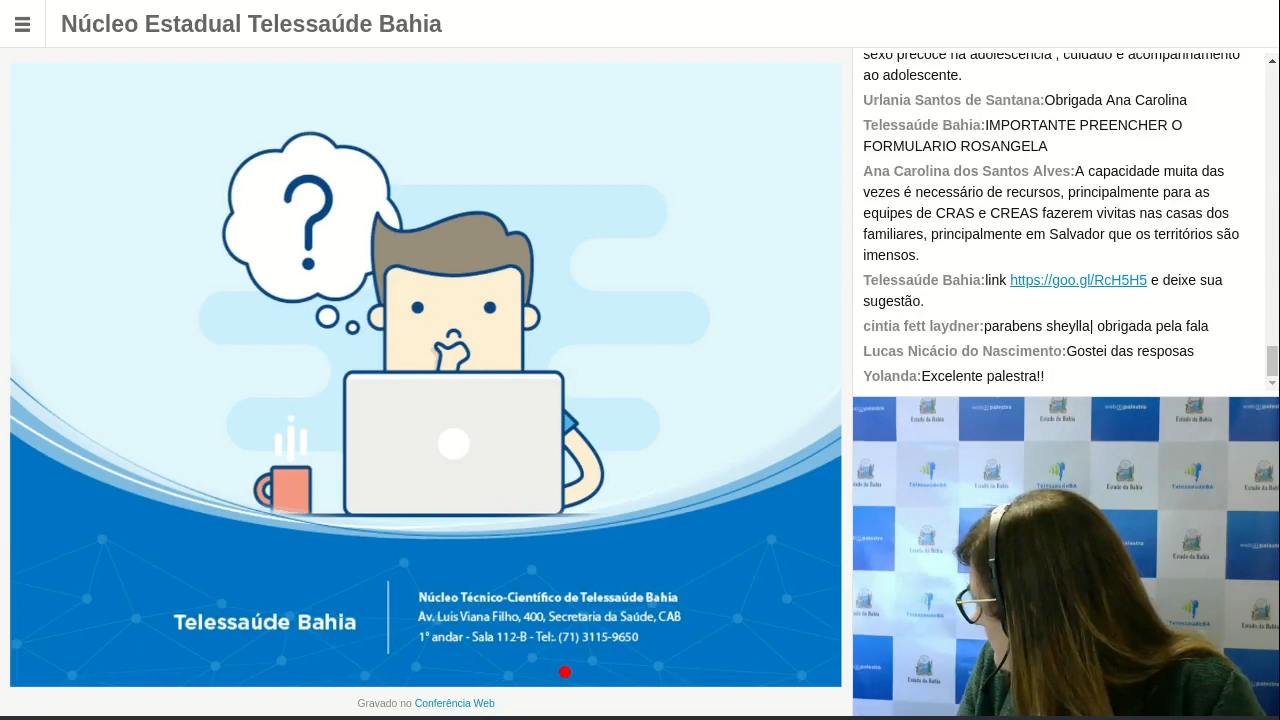 Núcleo Estadual Telessaúde Bahia
sexo precoce na adolescência , cuidado e acompanhamento
ao adolescente.
Urlania Santos de Santana:Obrigada Ana Carolina
Telessaúde Bahia:IMPORTANTE PREENCHER O
FORMULARIO ROSANGELA
Ana Carolina dos Santos Alves:A capacidade muita das
vezes é necessário de recursos, principalmente para as
equipes de CRAS e CREAS fazerem vivitas nas casas dos
familiares, principalmente em Salvador que os territórios são
imensos.
Telessaúde Bahia:link https://goo.gl/RcH5H5 e deixe sua
sugestão.
cintia fett laydner:parabens sheylla| obrigada pela fala
Lucas Nicácio do Nascimento:Gostei das resposas
Yolanda:Excelente palestra!!
?
Telessaúde Bahia
Núcleo Técnico-Científico de Telessaúde Bahia
Av. Luis Viana Filho, 400, Secretaria da Saúde, CAB
1° andar - Sala 112-B - Tel:. (71) 3115-9650
Gravado no Conferência Web
webpalestra
Estado da Bahia
TelessaúdeBA